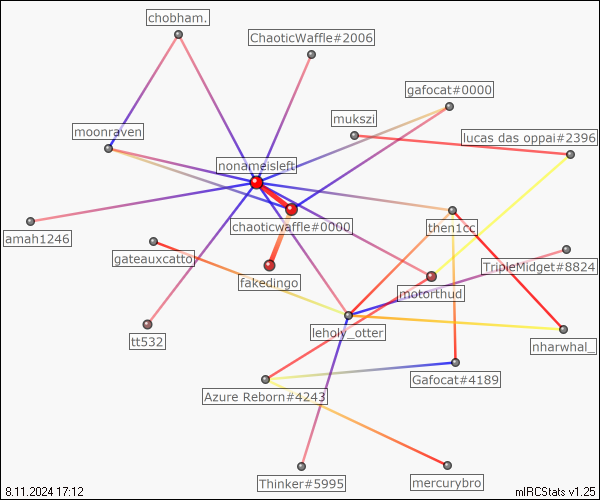 chobham.
ChaoticWaffle#2006
gafocat#0000
mukszi
moonraven
lucas das oppai#2396
nonameisleft
chaoticwaffle#0000
then1cc
amah1246
gateauxcatto
TripleMidget#8824
fakedingo
motorthud
leholy_otter
tt532
nharwhal_
Gafocat#4189
Azure Reborn#4243
Thinker#5995
mercurybro
8.11.2024 17:12
mIRCStats v1.25